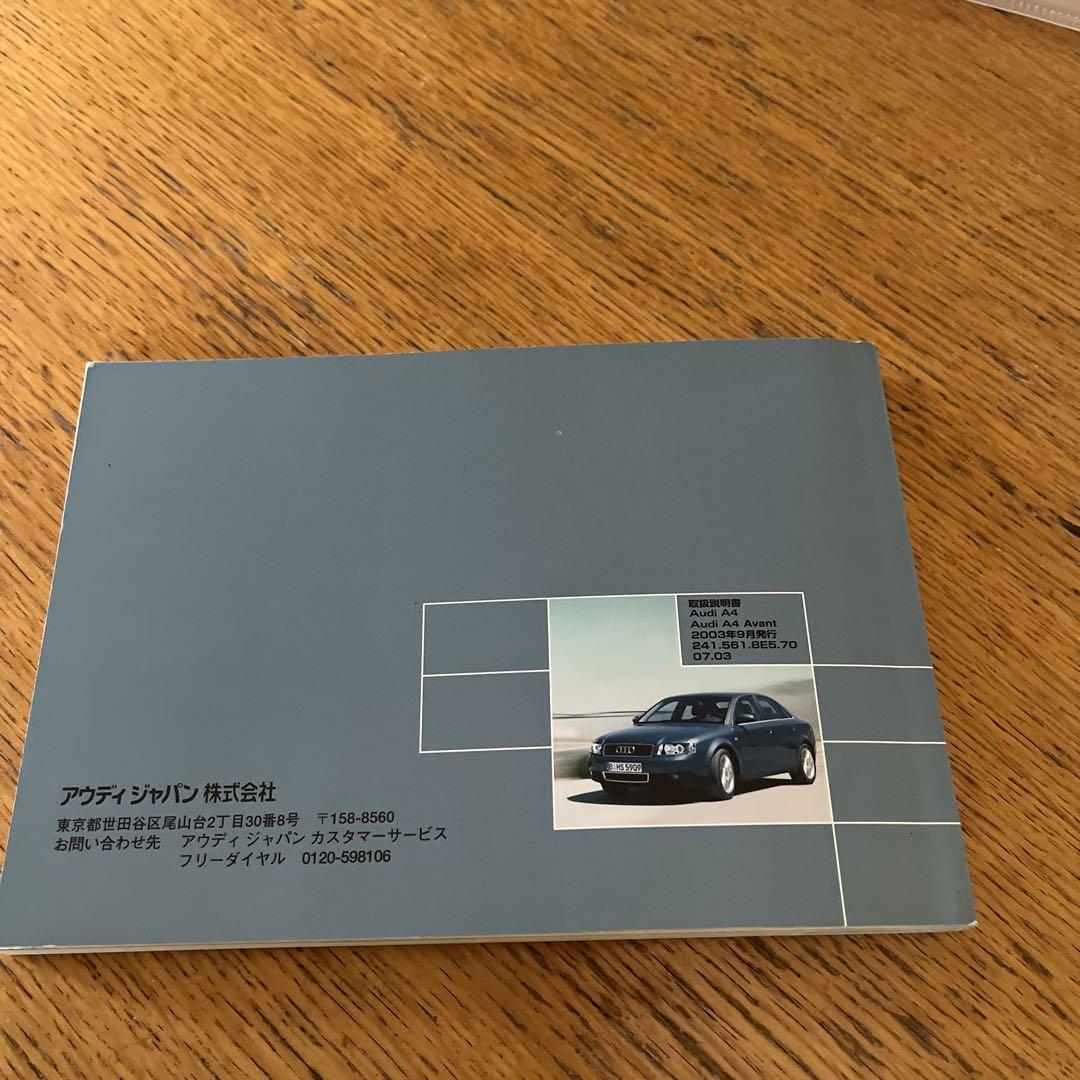 取扱説明書
Audi A4
Audi A4 Avant
2003年9月発行
241.561.8E5.70
07.03
B HS 5909
アウディ ジャパン 株式会社
東京都世田谷区尾山台2丁目30番8号 〒158-8560
お問い合わせ先 アウディ ジャパン カスタマーサービス
フリーダイヤル 0120-598106